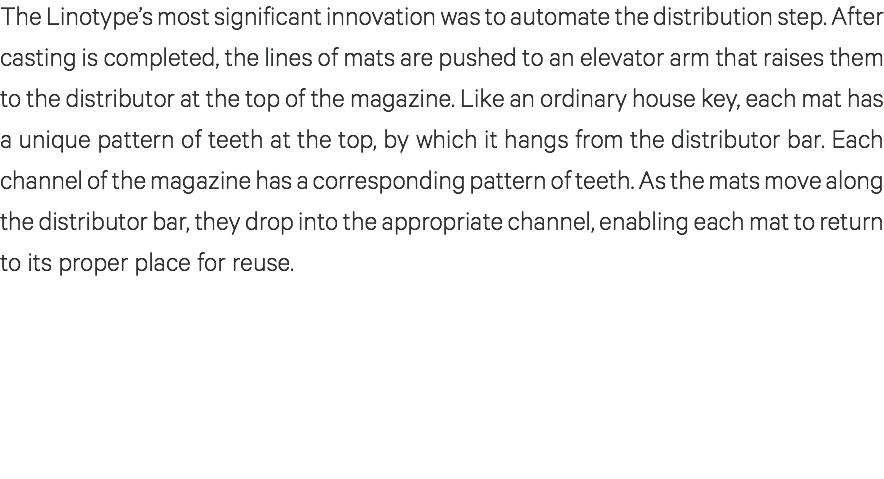 The Linotype’s most significant innovation was to automate the distribution step. After
casting is completed, the lines of mats are pushed to an elevator arm that raises them
to the distributor at the top of the magazine. Like an ordinary house key, each mat has
a unique pattern of teeth at the top, by which it hangs from the distributor bar. Each
channel of the magazine has a corresponding pattern of teeth. As the mats move along
the distributor bar, they drop into the appropriate channel, enabling each mat to return
to its proper place for reuse.